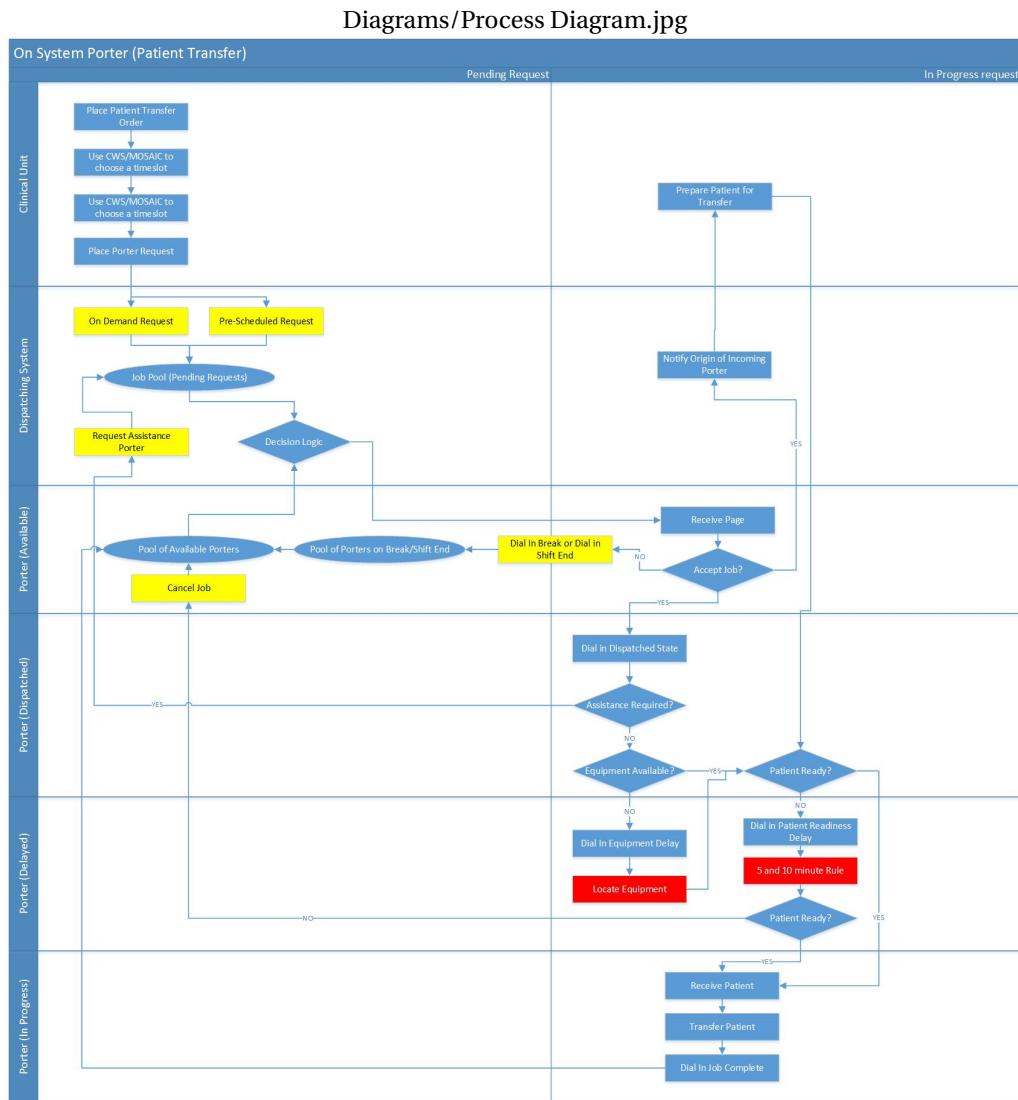 Diagrams/Process Diagram.jpg
On System Porter (Patient Transfer)
Pending Request
In Progress request
Clinical Unit
Place Patient Transfer
Order
Use CWS/MOSAIC to
choose a timeslot
Use CWS/MOSAIC to
choose a timeslot
Place Porter Request
Prepare Patient for
Transfer
Dispatching System
On Demand Request
Pre-Scheduled Request
Job Pool (Pending Requests)
Notify Origin of Incoming
Porter
Request Assistance
Porter
Decision Logic
YES
Porter (Available)
Receive Page
Pool of Available Porters
Pool of Porters on Break/Shift End
Dial In Break or Dial in
Shift End
NO
Accept Job?
Cancel Job
YES
Porter (Dispatched)
Dial in Dispatched State
Assistance Required?
YES
NO
Equipment Available?
YES
Patient Ready?
Porter (Delayed)
NO
NO
Dial In Equipment Delay
Dial In Patient Readiness
Delay
Locate Equipment
5 and 10 minute Rule
NO
Patient Ready?
YES
YES
Porter (In Progress)
Receive Patient
Transfer Patient
Dial In Job Complete